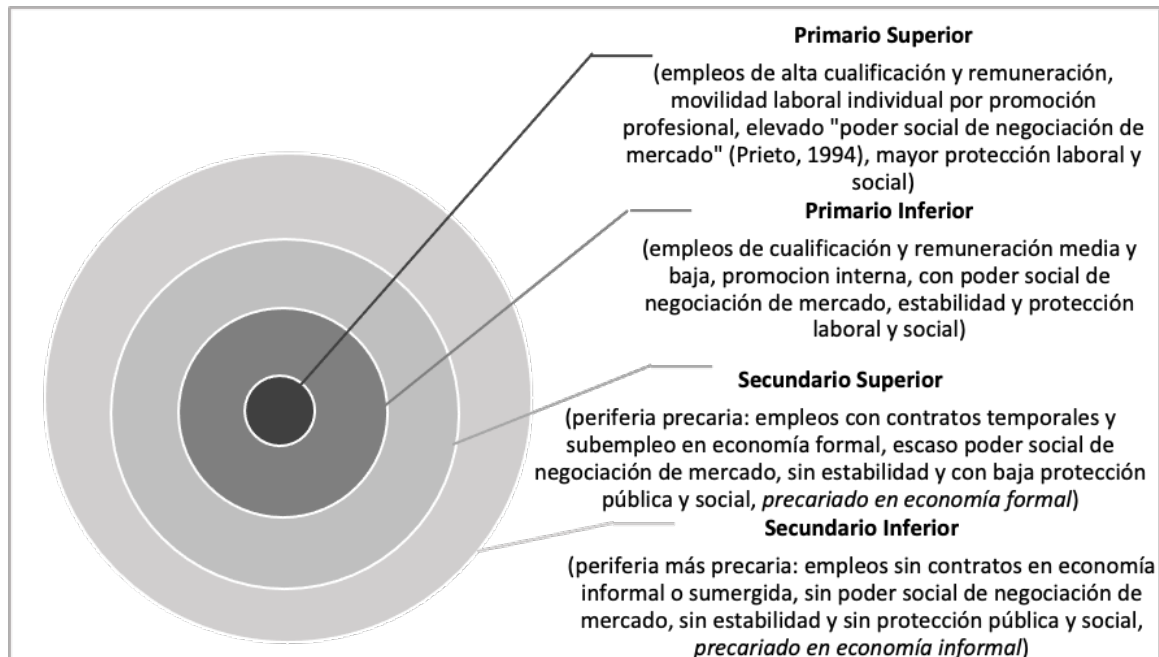 Primario Superior
(empleos de alta cualificación y remuneración,
movilidad laboral individual por promoción
profesional, elevado "poder social de negociación de
mercado" (Prieto, 1994), mayor protección laboral y
social)
Primario Inferior
(empleos de cualificación y remuneración media y
baja, promocion interna, con poder social de
negociación de mercado, estabilidad y protección
laboral y social)
Secundario Superior
(periferia precaria: empleos con contratos temporales y
subempleo en economía formal, escaso poder social de
negociación de mercado, sin estabilidad y con baja protección
pública y social, precariado en economía formal)
Secundario Inferior
(periferia más precaria: empleos sin contratos en economía
informal o sumergida, sin poder social de negociación de
mercado, sin estabilidad y sin protección pública y social,
precariado en economía informal)